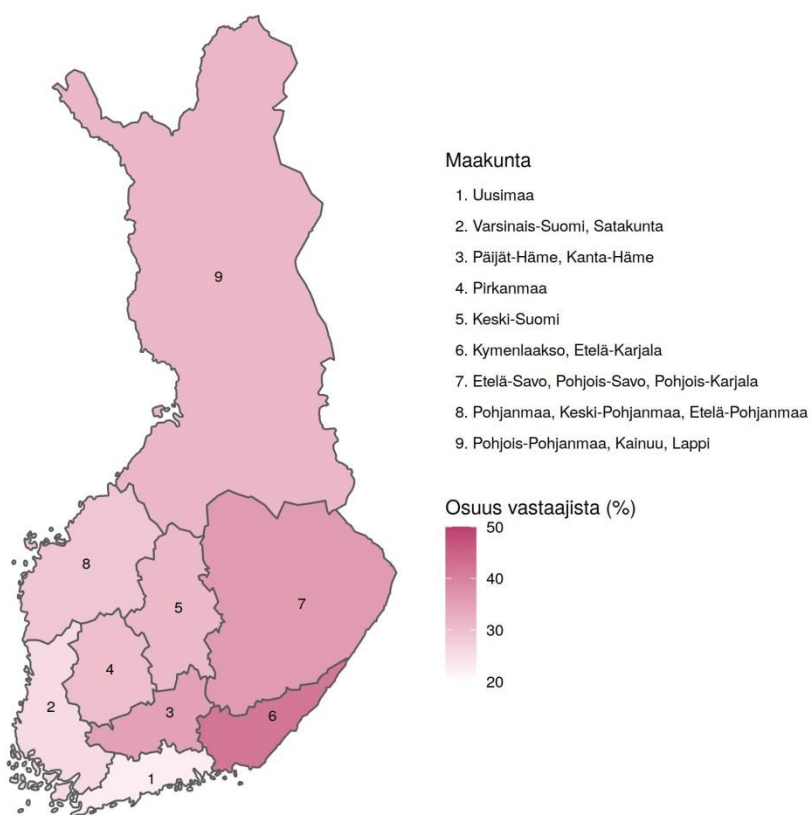 Maakunta
1. Uusimaa
2. Varsinais-Suomi, Satakunta
3. Päijät-Häme, Kanta-Häme
4. Pirkanmaa
5. Keski-Suomi
6. Kymenlaakso, Etelä-Karjala
7. Etelä-Savo, Pohjois-Savo, Pohjois-Karjala
8. Pohjanmaa, Keski-Pohjanmaa, Etelä-Pohjanmaa
9. Pohjois-Pohjanmaa, Kainuu, Lappi
Osuus vastaajista (%)
50
40
30
20
9
8
5
7
4
2
3
6
1